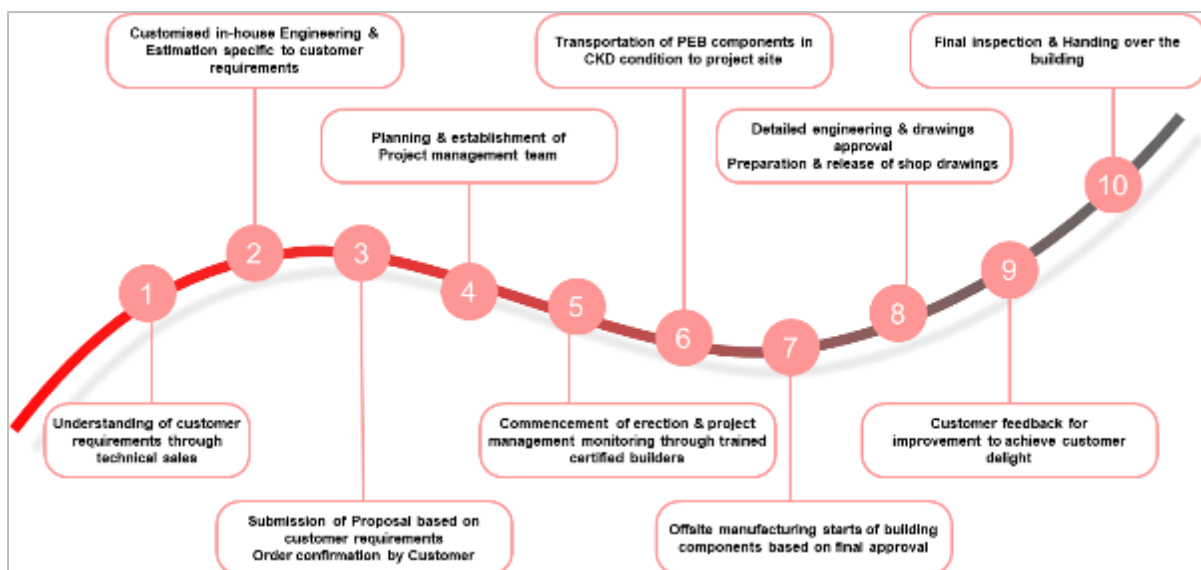 Customised in-house Engineering &
Estimation specific to customer
requirements
Transportation of PEB components in
CKD condition to project site
Final inspection & Handing over the
building
Planning & establishment of
Project management team
Detailed engineering & drawings
approval
Preparation & release of shop drawings
1
2
3
4
5
6
7
8
9
10
Understanding of customer
requirements through
technical sales
Commencement of erection & project
management monitoring through trained
certified builders
Customer feedback for
improvement to achieve customer
delight
Submission of Proposal based on
customer requirements
Order confirmation by Customer
Offsite manufacturing starts of building
components based on final approval